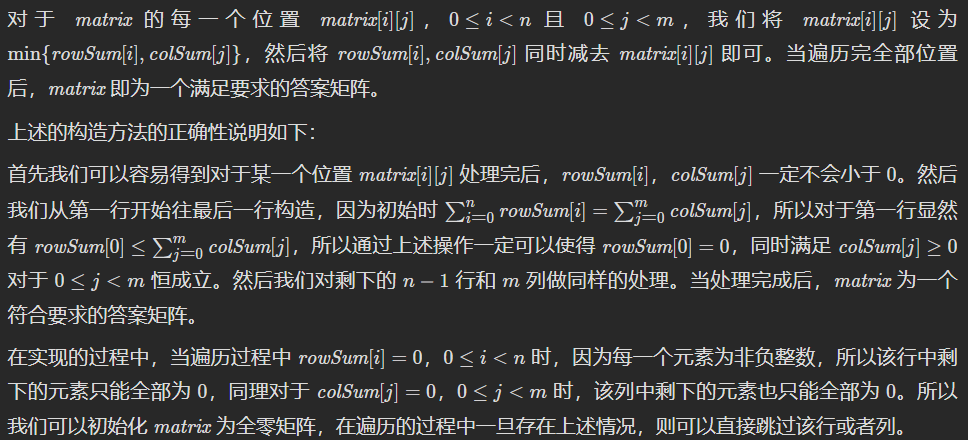 对于 matrix 的每一个位置 matrix[i][j]，0 ≤ i < n 且 0 ≤ j < m，我们将 matrix[i][j] 设为
min{rowSum[i], colSum[j]}，然后将 rowSum[i], colSum[j] 同时减去 matrix[i][j] 即可。当遍历完全部位置
后，matrix 即为一个满足要求的答案矩阵。
上述的构造方法的正确性说明如下：
首先我们可以容易得到对于某一个位置 matrix[i][j] 处理完后，rowSum[i]，colSum[j] 一定不会小于 0。然后
我们从第一行开始往最后一行构造，因为初始时 ∑_{i=0}^{n} rowSum[i] = ∑_{j=0}^{m} colSum[j]，所以对于第一行显然
有 rowSum[0] ≤ ∑_{j=0}^{m} colSum[j]，所以通过上述操作一定可以使得 rowSum[0] = 0，同时满足 colSum[j] ≥ 0
对于 0 ≤ j < m 恒成立。然后我们对剩下的 n − 1 行和 m 列做同样的处理。当处理完成后，matrix 为一个
符合要求的答案矩阵。
在实现的过程中，当遍历过程中 rowSum[i] = 0，0 ≤ i < n 时，因为每一个元素为非负整数，所以该行中剩
下的元素只能全部为 0，同理对于 colSum[j] = 0，0 ≤ j < m 时，该列中剩下的元素也只能全部为 0。所以
我们可以初始化 matrix 为全零矩阵，在遍历的过程中一旦存在上述情况，则可以直接跳过该行或者列。